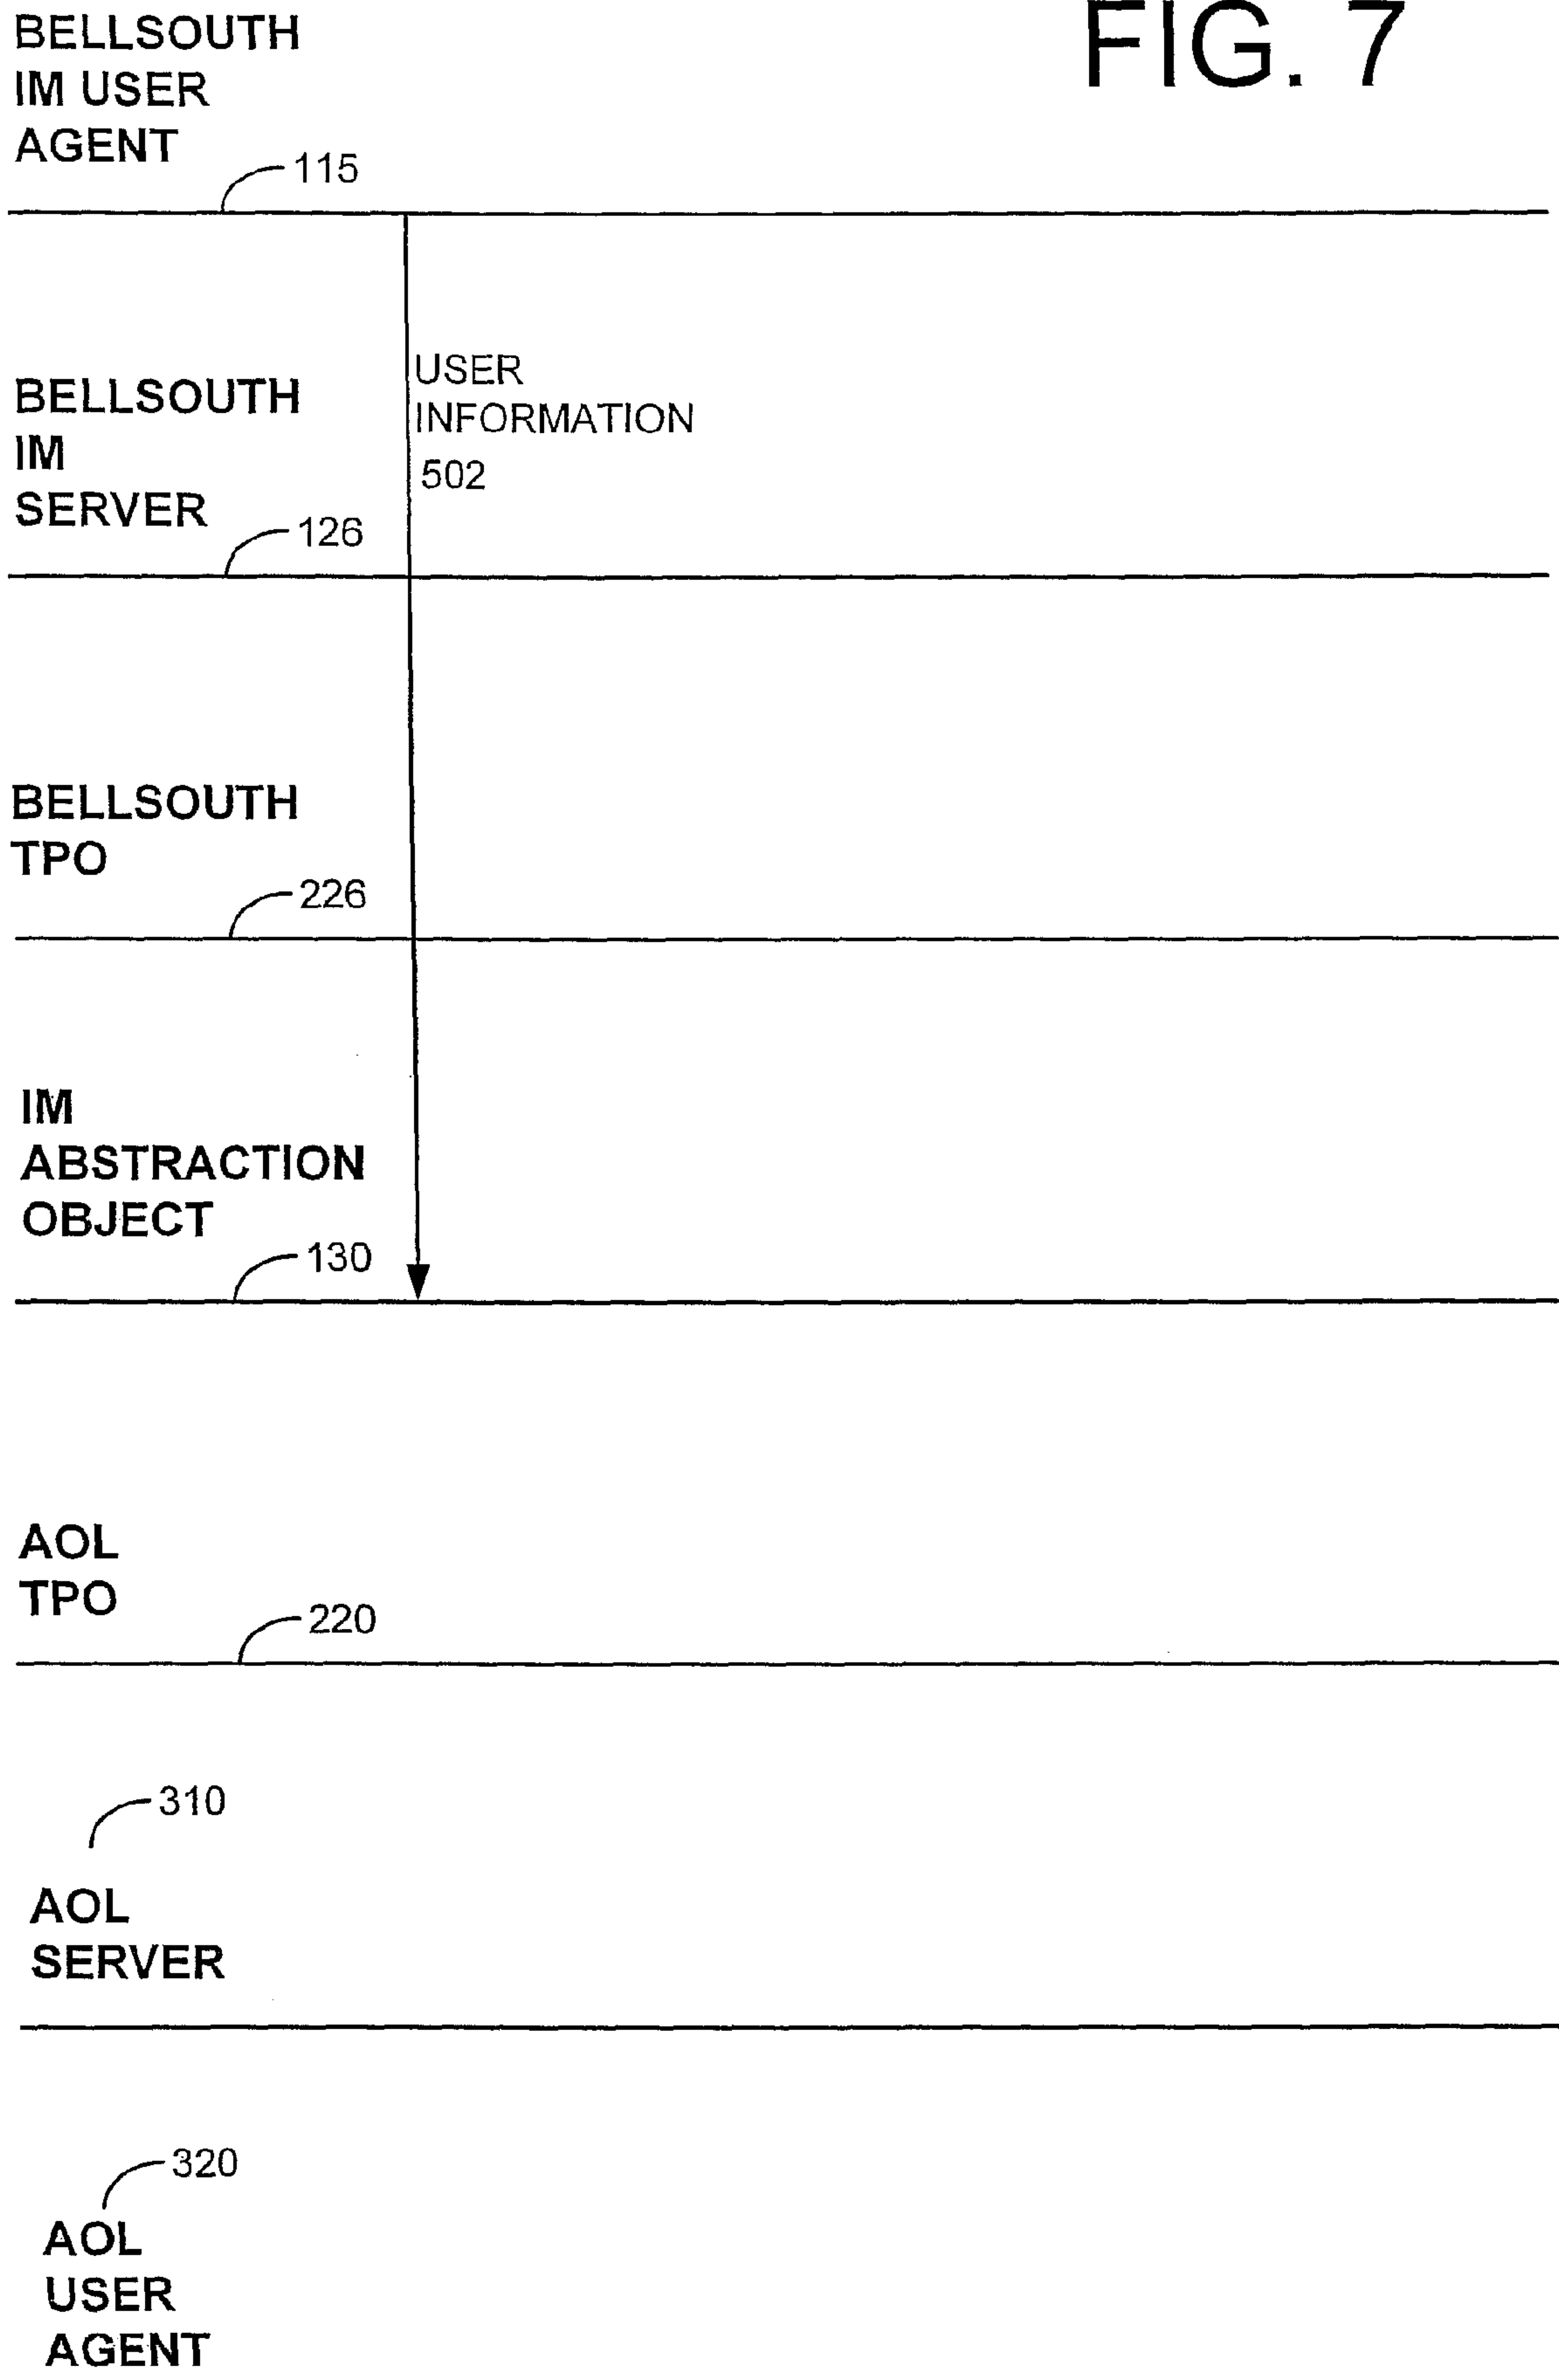 FIG. 7
BELLSOUTH
IM USER
AGENT
115
USER
INFORMATION
502
BELLSOUTH
IM
SERVER
126
BELLSOUTH
TPO
226
IM
ABSTRACTION
OBJECT
130
AOL
TPO
220
310
AOL
SERVER
320
AOL
USER
AGENT